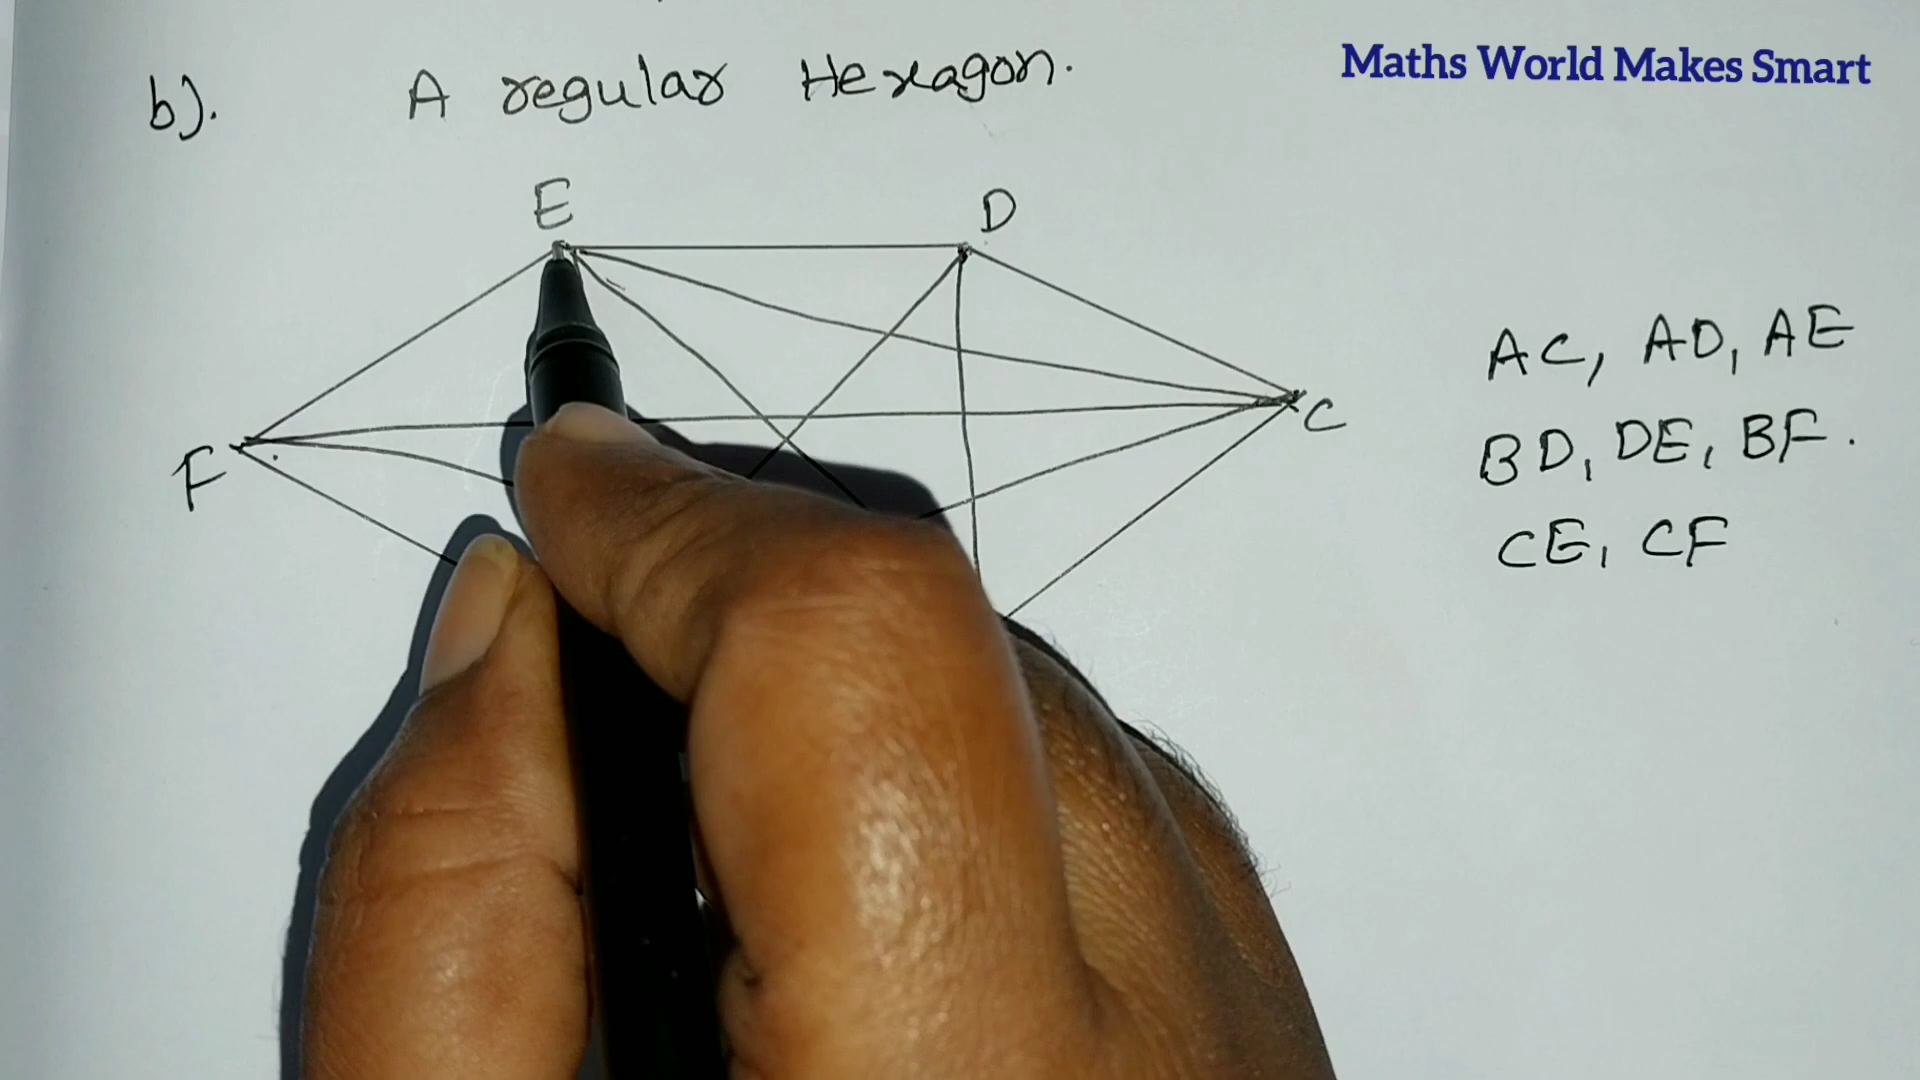 Maths World Makes Smart
b). A regular Hexagon.
E D
F C
AC, AD, AE
BD, DE, BF.
CE, CF